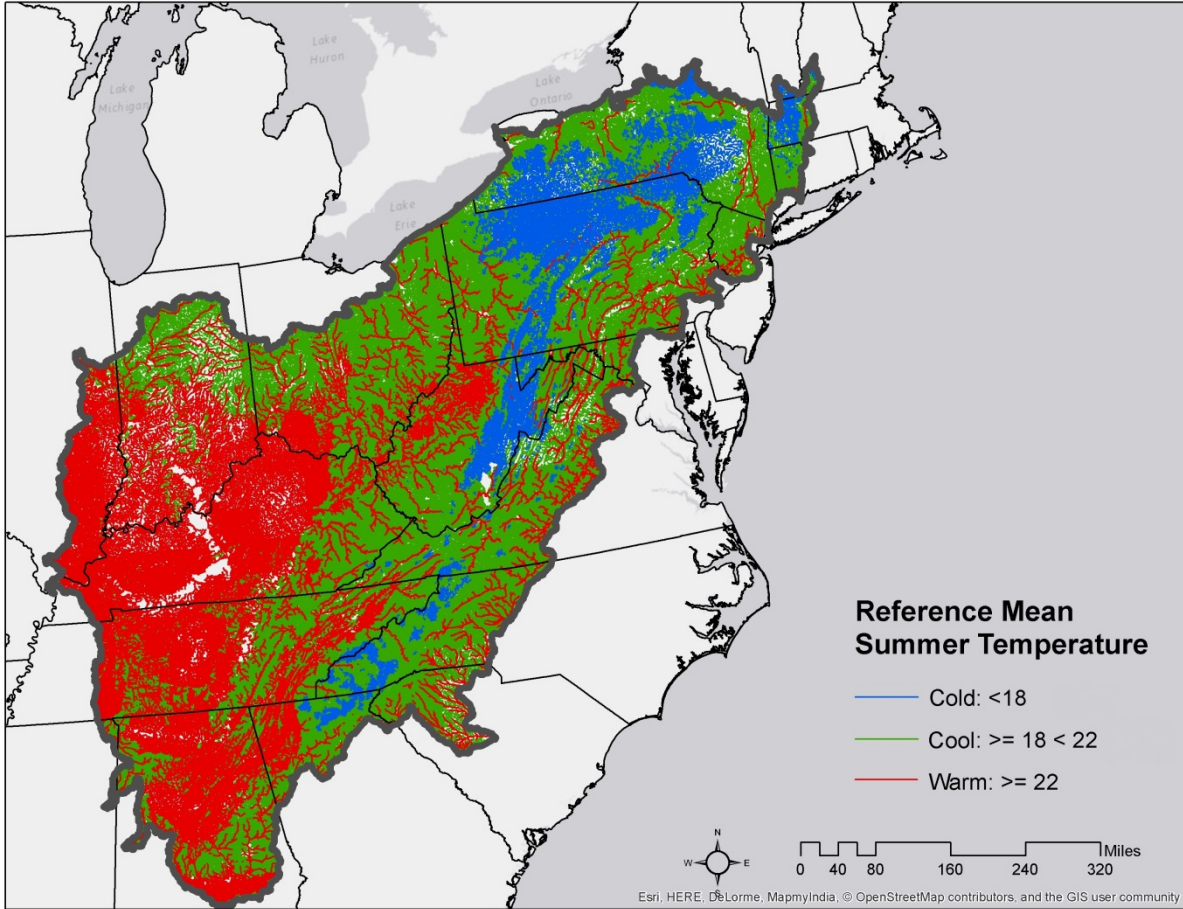 Lake
Michigan
Lake
Huron
Lake
Ontario
Lake
Erie
Reference Mean
Summer Temperature
Cold: <18
Cool: >= 18 < 22
Warm: >= 22
N
W E
S
Miles
0 40 80 160 240 320
Esri, HERE, DeLorme, MapmyIndia, © OpenStreetMap contributors, and the GIS user community